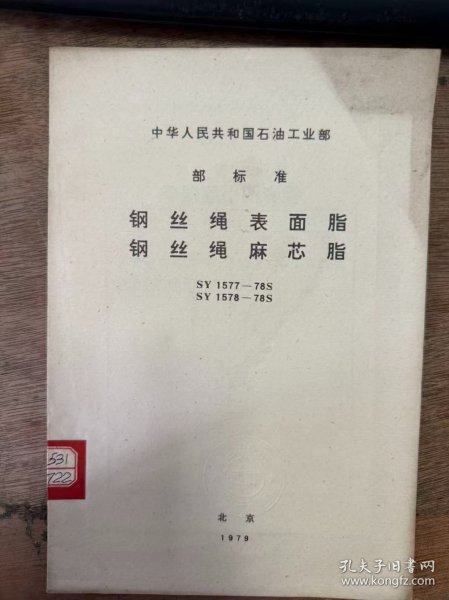 中华人民共和国石油工业部
部标准
钢丝绳表面脂
钢丝绳麻芯脂
SY 1577—78S
SY 1578—78S
531
722
北京
1979
孔夫子旧书网
www.kongfz.com